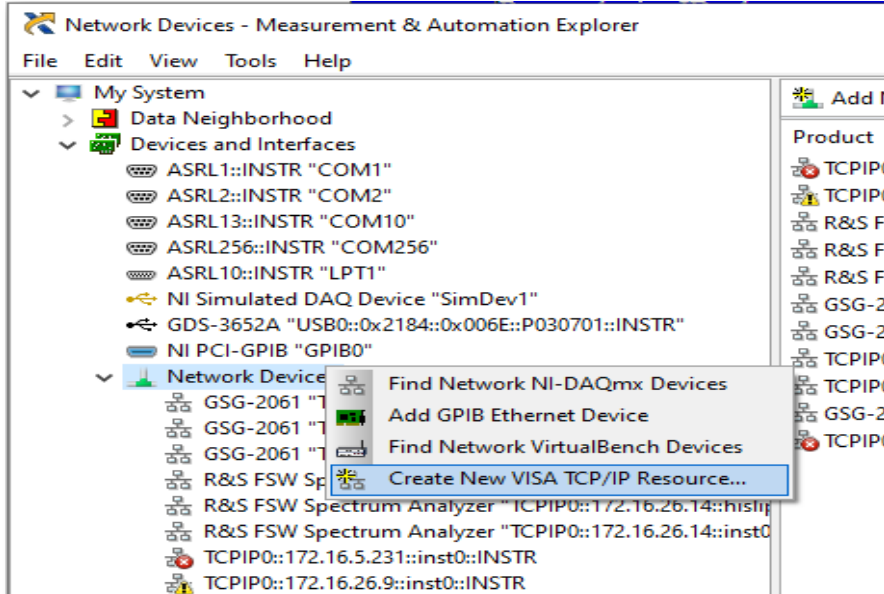 Network Devices - Measurement & Automation Explorer
File Edit View Tools Help
My System
Data Neighborhood
Devices and Interfaces
ASRL1::INSTR "COM1"
ASRL2::INSTR "COM2"
ASRL13::INSTR "COM10"
ASRL256::INSTR "COM256"
ASRL10::INSTR "LPT1"
NI Simulated DAQ Device "SimDev1"
GDS-3652A "USB0::0x2184::0x006E::P030701::INSTR"
NI PCI-GPIB "GPIB0"
Network Device
GSG-2061 "T
GSG-2061 "T
GSG-2061 "T
R&S FSW Sp
R&S FSW Spectrum Analyzer "TCPIP0::172.16.26.14::hislip
R&S FSW Spectrum Analyzer "TCPIP0::172.16.26.14::inst0
TCPIP0::172.16.5.231::inst0::INSTR
TCPIP0::172.16.26.9::inst0::INSTR
Find Network NI-DAQmx Devices
Add GPIB Ethernet Device
Find Network VirtualBench Devices
Create New VISA TCP/IP Resource...
Add
Product
TCPIP
TCPIP
R&S F
R&S F
R&S F
GSG-2
GSG-2
TCPIP
TCPIP
GSG-2
TCPIP